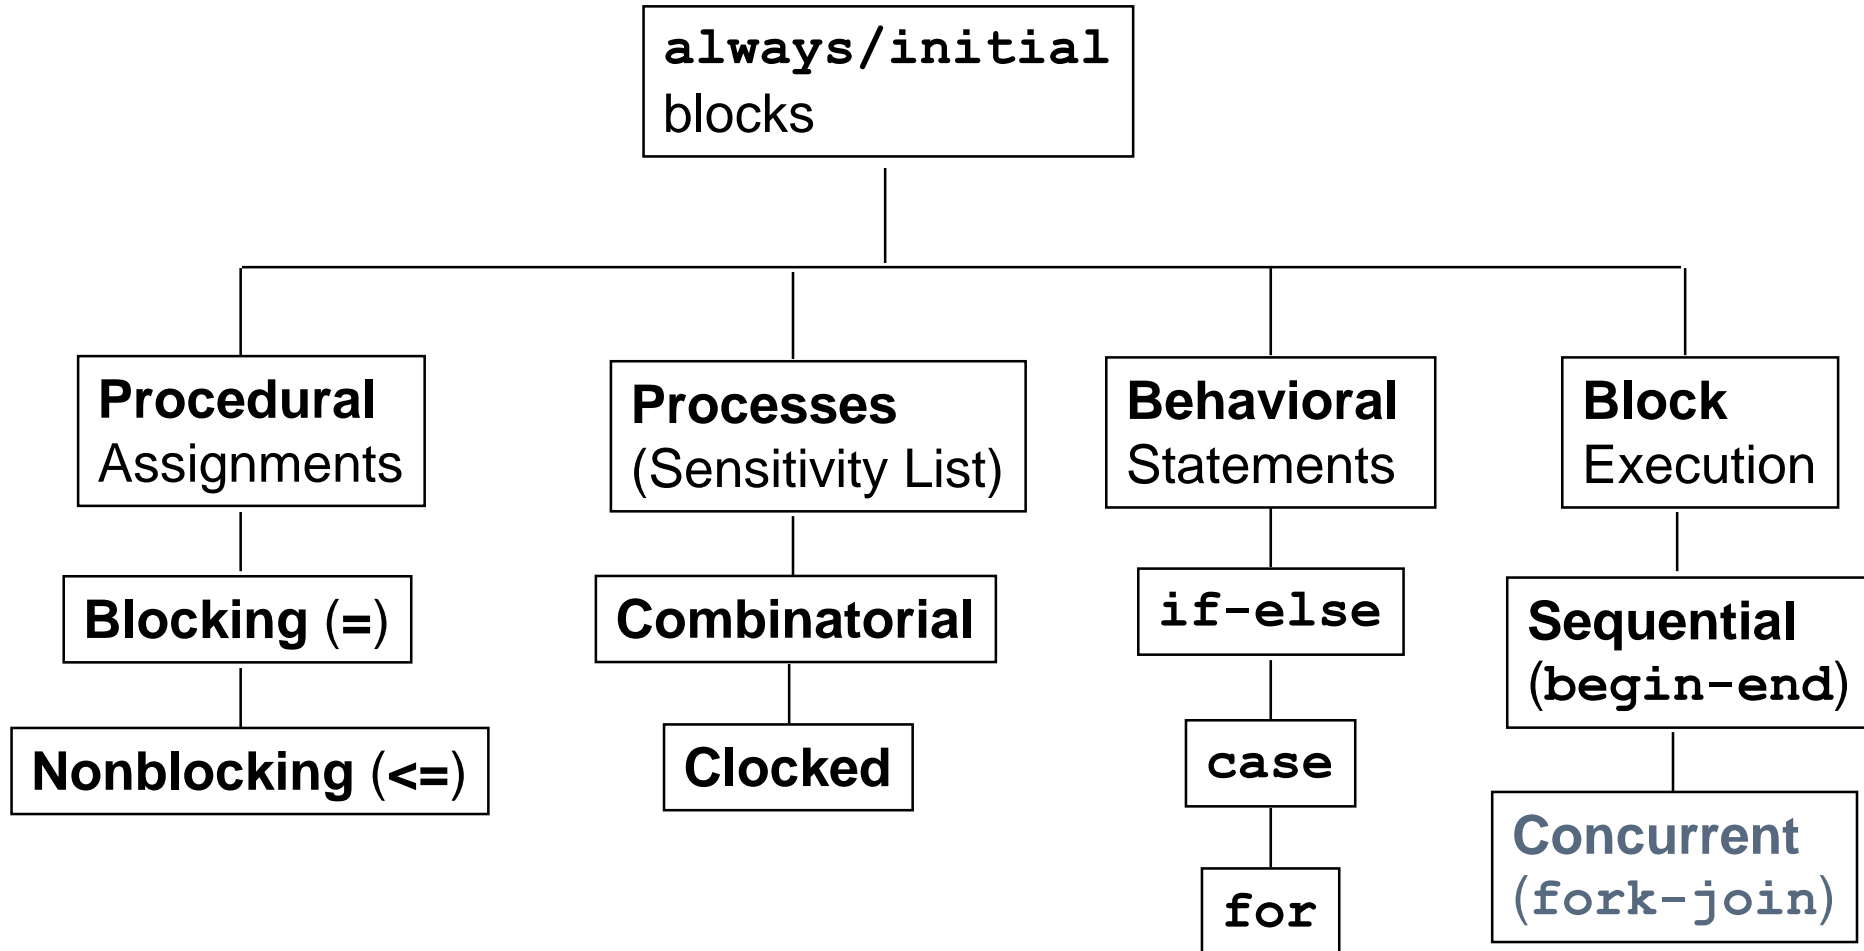 always/initial
blocks
Procedural
Assignments
Blocking (=)
Nonblocking (<=)
Processes
(Sensitivity List)
Combinatorial
Clocked
Behavioral
Statements
if-else
case
for
Block
Execution
Sequential
(begin-end)
Concurrent
(fork-join)